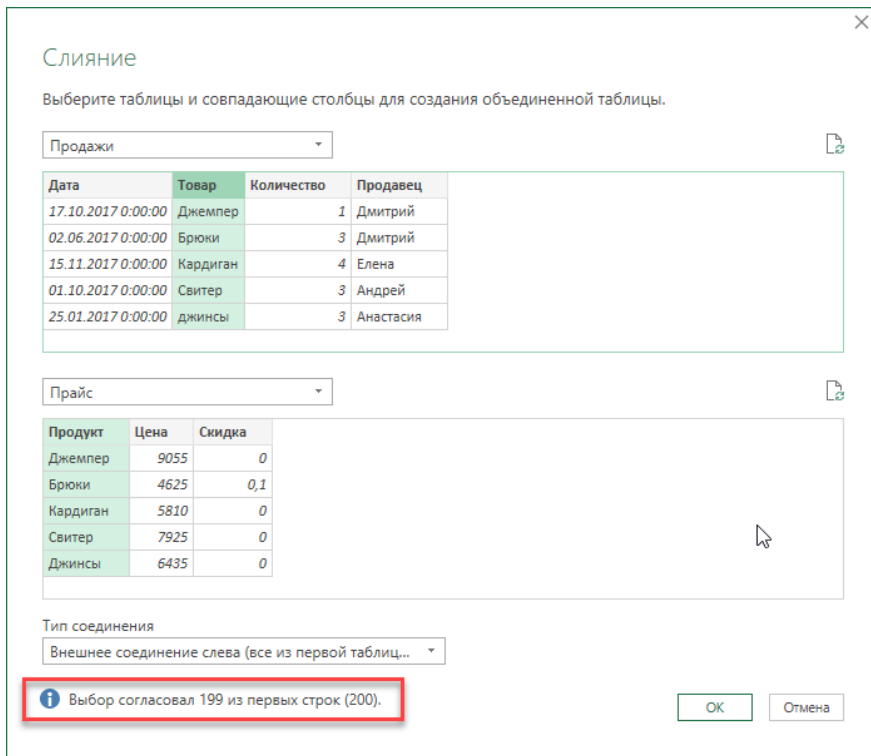 Слияние
Выберите таблицы и совпадающие столбцы для создания объединенной таблицы.
Продажи
Дата Товар Количество Продавец
17.10.2017 0:00:00 Джемпер 1 Дмитрий
02.06.2017 0:00:00 Брюки 3 Дмитрий
15.11.2017 0:00:00 Кардиган 4 Елена
01.10.2017 0:00:00 Свитер 3 Андрей
25.01.2017 0:00:00 джинсы 3 Анастасия
Прайс
Продукт Цена Скидка
Джемпер 9055 0
Брюки 4625 0,1
Кардиган 5810 0
Свитер 7925 0
Джинсы 6435 0
Тип соединения
Внешнее соединение слева (все из первой таблиц...
Выбор согласовал 199 из первых строк (200).
ОК Отмена